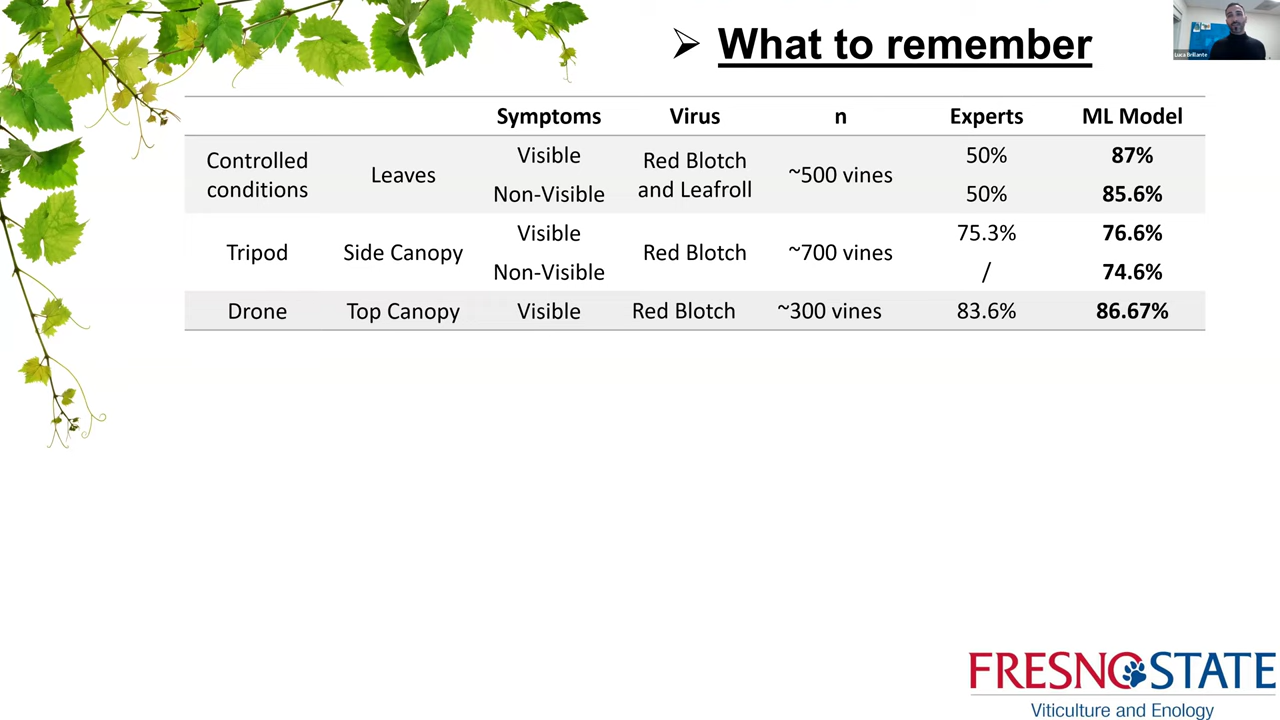 ➢ What to remember
Luca Brillante
Symptoms Virus n Experts ML Model
Controlled conditions Leaves Visible Red Blotch and Leafroll ~500 vines 50% 87%
Non-Visible 50% 85.6%
Tripod Side Canopy Visible Red Blotch ~700 vines 75.3% 76.6%
Non-Visible / 74.6%
Drone Top Canopy Visible Red Blotch ~300 vines 83.6% 86.67%
FRESNO STATE
Viticulture and Enology